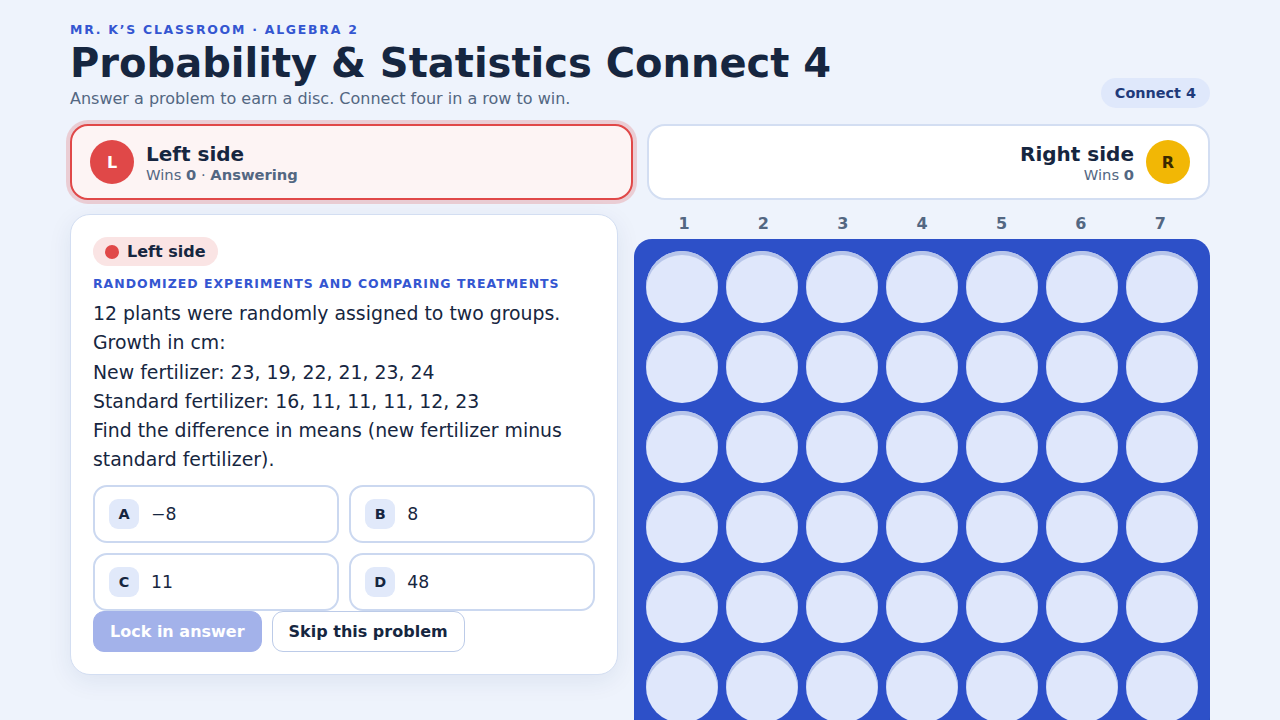 MR. K’S CLASSROOM · ALGEBRA 2
Probability & Statistics Connect 4
Answer a problem to earn a disc. Connect four in a row to win.
Connect 4
L
Left side
Wins 0 · Answering
Right side
Wins 0
R
Left side
RANDOMIZED EXPERIMENTS AND COMPARING TREATMENTS
12 plants were randomly assigned to two groups.
Growth in cm:
New fertilizer: 23, 19, 22, 21, 23, 24
Standard fertilizer: 16, 11, 11, 11, 12, 23
Find the difference in means (new fertilizer minus
standard fertilizer).
A −8
B 8
C 11
D 48
Lock in answer
Skip this problem
1 2 3 4 5 6 7